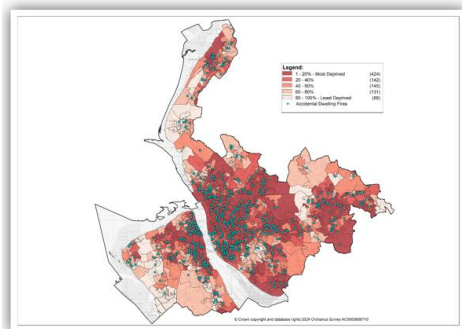 Legend:
1 - 20% - Most Deprived (424)
20 - 40% (142)
40 - 60% (145)
60 - 80% (131)
80 - 100% - Least Deprived (88)
Accidental Dwelling Fires
© Crown copyright and database rights 2024 Ordnance Survey